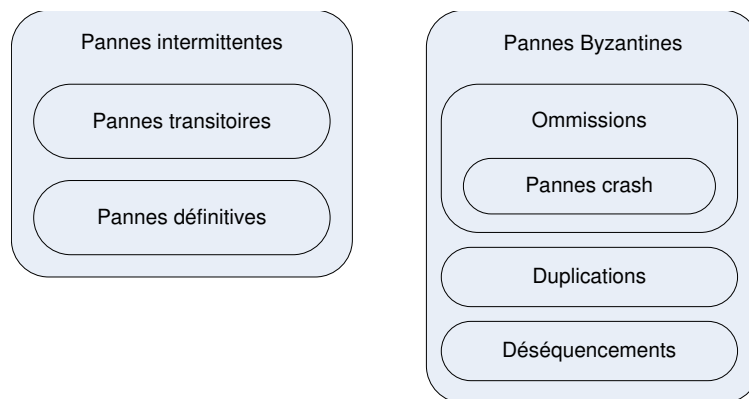 Pannes intermittentes
Pannes transitoires
Pannes définitives
Pannes Byzantines
Ommissions
Pannes crash
Duplications
Déséquencements